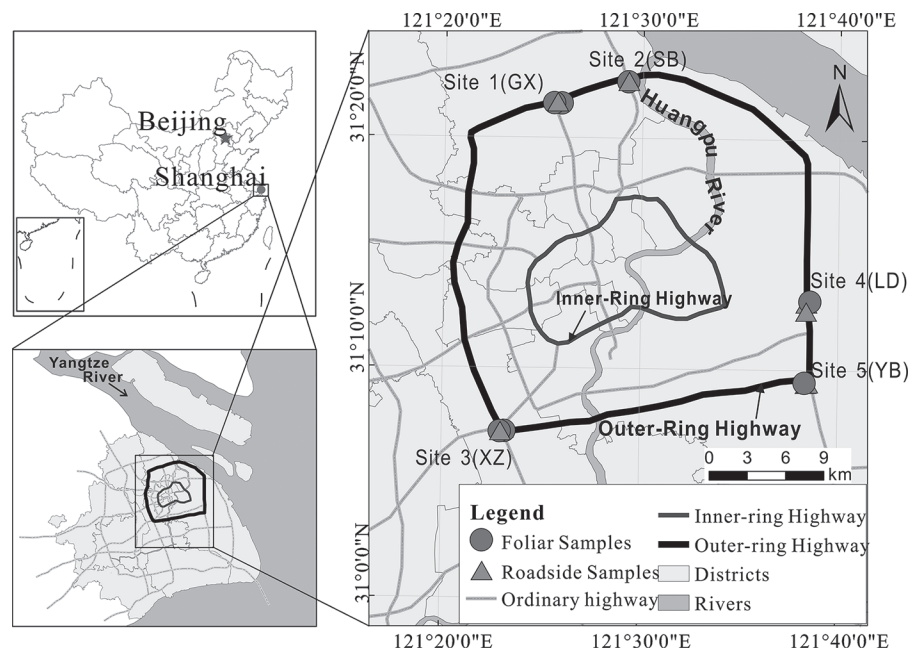 121°20'0"E
121°30'0"E
121°40'0"E
Beijing
Shanghai
Yangtze
River
31°20'0"N
31°10'0"N
31°0'0"N
Site 1(GX)
Site 2(SB)
N
Huangpu River
Site 4(LD)
Inner-Ring Highway
Site 5(YB)
Outer-Ring Highway
Site 3(XZ)
0 3 6 9
km
Legend
Foliar Samples
Roadside Samples
Ordinary highway
Inner-ring Highway
Outer-ring Highway
Districts
Rivers
121°20'0"E
121°30'0"E
121°40'0"E